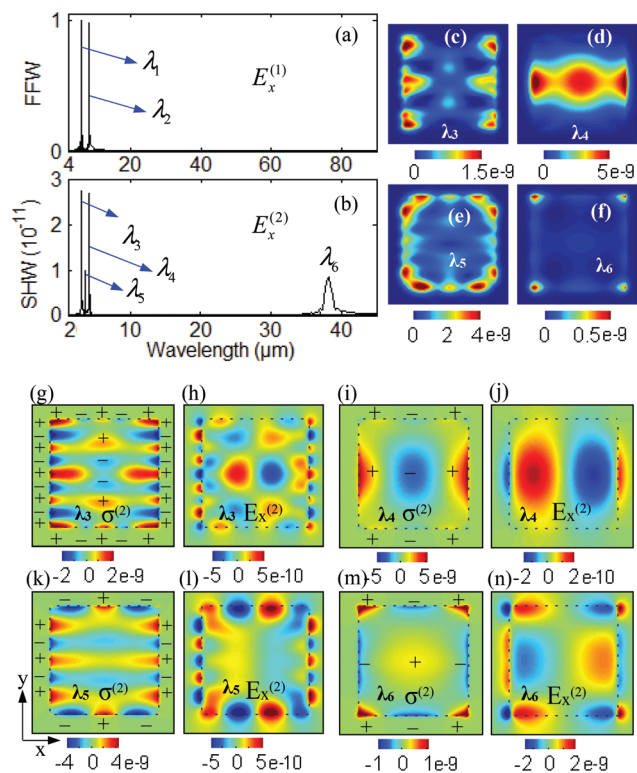 (a)
FFW
1
0
λ₁
λ₂
Eₓ⁽¹⁾
4 20 40 60 80
(b)
SHW (10⁻¹¹)
3
2
1
0
λ₃
λ₄
λ₅
λ₆
Eₓ⁽²⁾
2 10 20 30 40
Wavelength (μm)
(c)
λ₃
0 1.5e-9
(d)
λ₄
0 5e-9
(e)
λ₅
0 2 4e-9
(f)
λ₆
0 0.5e-9
(g)
+ − + − +
− + − + − + −
− + − + − + −
+
−
+
λ₃ σ⁽²⁾
+ − + − +
-2 0 2e-9
(h)
λ₃ Eₓ⁽²⁾
-5 0 5e-10
(i)
+ − +
+ − +
λ₄ σ⁽²⁾
+ − +
-5 0 5e-9
(j)
λ₄ Eₓ⁽²⁾
-2 0 2e-10
(k)
− + −
+ − + − + − +
+ − + − + − +
λ₅ σ⁽²⁾
− + −
-4 0 4e-9
(l)
λ₅ Eₓ⁽²⁾
-5 0 5e-10
(m)
+ − +
− + −
λ₆ σ⁽²⁾
+ − +
-1 0 1e-9
(n)
λ₆ Eₓ⁽²⁾
-2 0 2e-10
y
x